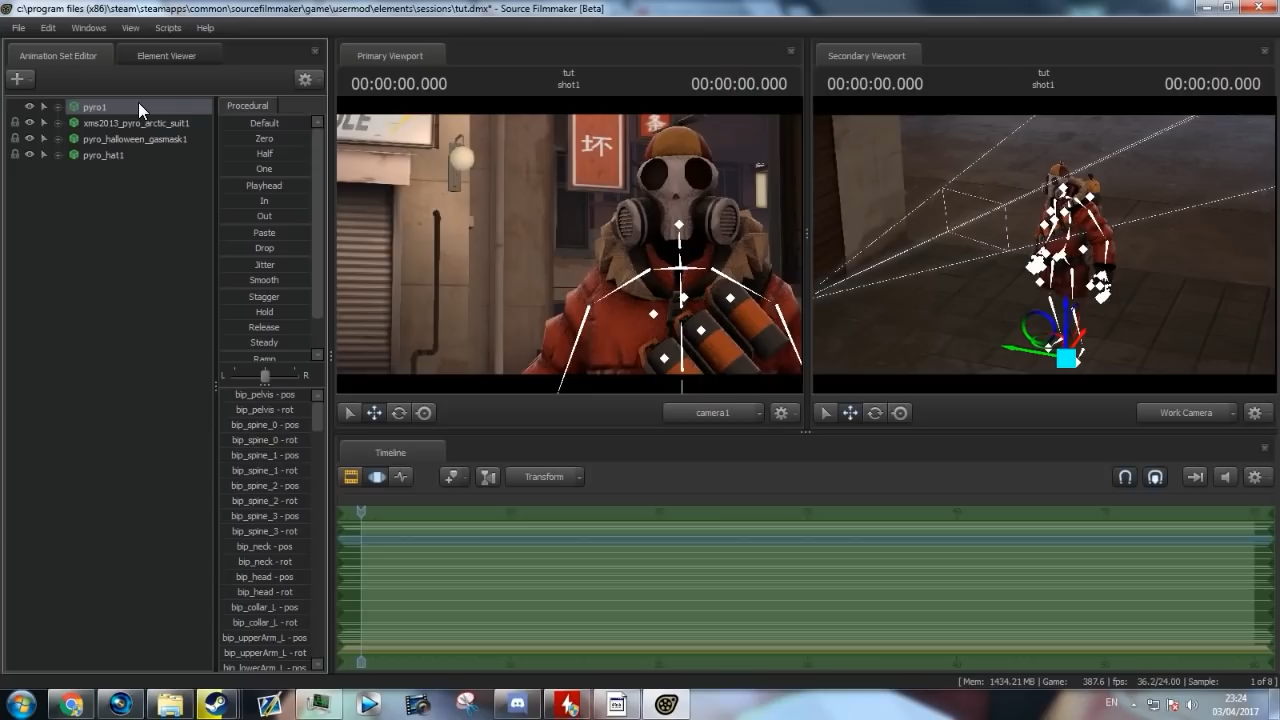 c:\program files (x86)\steam\steamapps\common\sourcefilmmaker\game\usermod\elements\sessions\tut.dmx* - Source Filmmaker [Beta]
File Edit Windows View Scripts Help
Animation Set Editor Element Viewer
pyro1
xms2013_pyro_arctic_suit1
pyro_halloween_gasmask1
pyro_hat1
Procedural
Default
Zero
Half
One
Playhead
In
Out
Paste
Drop
Jitter
Smooth
Stagger
Hold
Release
Steady
Ramp
L R
bip_pelvis - pos
bip_pelvis - rot
bip_spine_0 - pos
bip_spine_0 - rot
bip_spine_1 - pos
bip_spine_1 - rot
bip_spine_2 - pos
bip_spine_2 - rot
bip_spine_3 - pos
bip_spine_3 - rot
bip_neck - pos
bip_neck - rot
bip_head - pos
bip_head - rot
bip_collar_L - pos
bip_collar_L - rot
bip_upperArm_L - pos
bip_upperArm_L - rot
bip_lowerArm_L - pos
Primary Viewport
00:00:00.000 tut 00:00:00.000
shot1
坏
camera1
Secondary Viewport
00:00:00.000 tut 00:00:00.000
shot1
Work Camera
Timeline
Transform
[Mem: 1434.21 MB | Game: 387.6 | fps: 36.2/24.00 | Sample: 1 of 8]
EN
23:24
03/04/2017